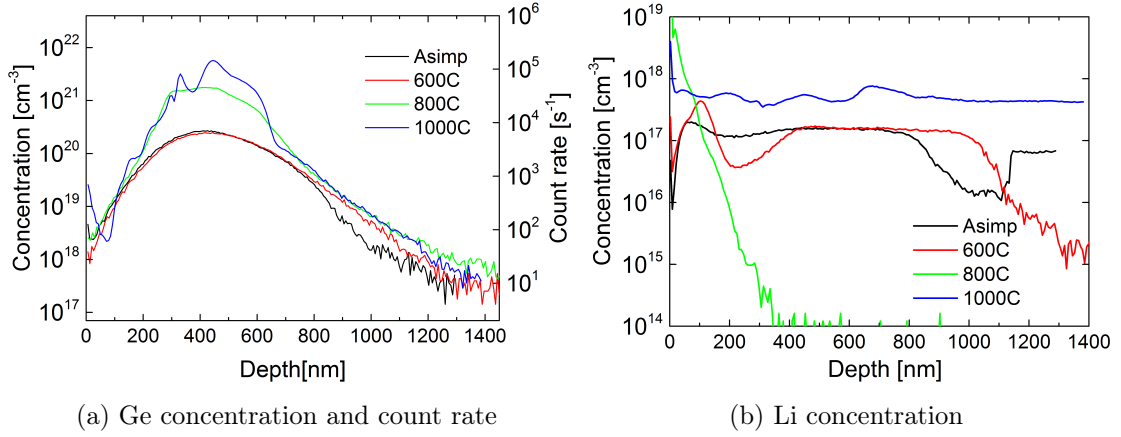 10^22
10^21
10^20
10^19
10^18
10^17
Concentration [cm^-3]
0 200 400 600 800 1000 1200 1400
Depth[nm]
10^6
10^5
10^4
10^3
10^2
10^1
Count rate [s^-1]
Asimp
600C
800C
1000C
(a) Ge concentration and count rate
10^19
10^18
10^17
10^16
10^15
10^14
Concentration [cm^-3]
0 200 400 600 800 1000 1200 1400
Depth [nm]
Asimp
600C
800C
1000C
(b) Li concentration